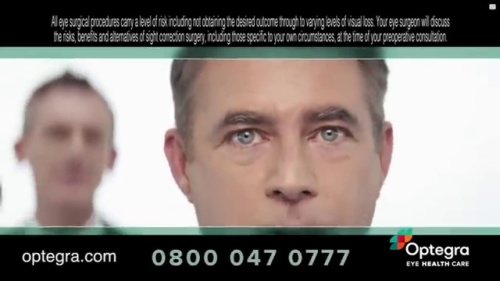 All eye surgical procedures carry a level of risk including not obtaining the desired outcome through to varying levels of visual loss. Your eye surgeon will discuss
the risks, benefits and alternatives of sight correction surgery, including those specific to your own circumstances, at the time of your preoperative consultation.
optegra.com
0800 047 0777
Optegra
EYE HEALTH CARE